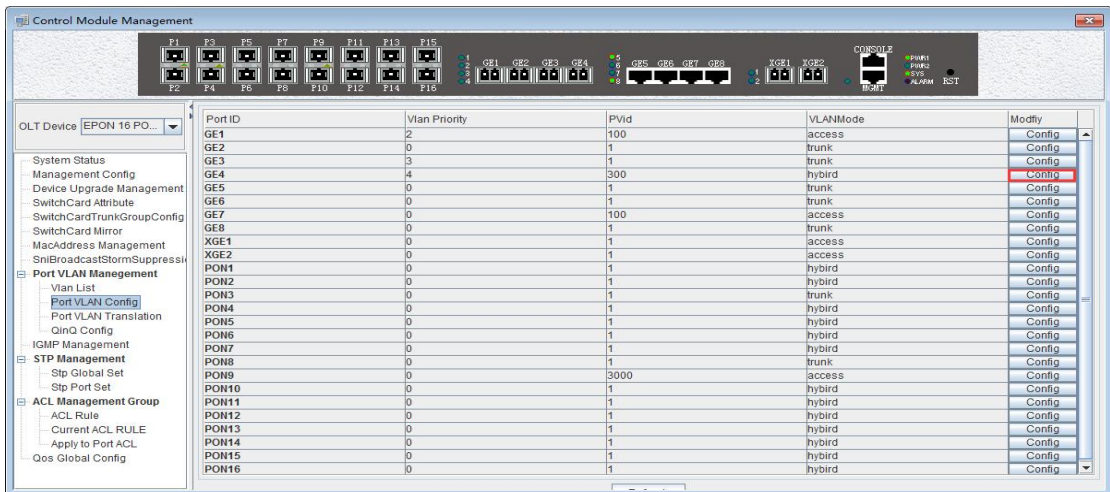 Control Module Management
P1 P3 P5 P7 P9 P11 P13 P15
P2 P4 P6 P8 P10 P12 P14 P16
1
2
3
4
GE1 GE2 GE3 GE4
5
6
7
8
GE5 GE6 GE7 GE8
1
2
XGE1 XGE2
CONSOLE
MGMT
PWR1
PWR2
SYS
ALARM
RST
OLT Device EPON 16 PO...
System Status
Management Config
Device Upgrade Management
SwitchCard Attribute
SwitchCardTrunkGroupConfig
SwitchCard Mirror
MacAddress Management
SniBroadcastStormSuppressi
Port VLAN Manegement
Vlan List
Port VLAN Config
Port VLAN Translation
QinQ Config
IGMP Management
STP Management
Stp Global Set
Stp Port Set
ACL Management Group
ACL Rule
Current ACL RULE
Apply to Port ACL
Qos Global Config
Port ID Vlan Priority PVid VLANMode Modfiy
GE1 2 100 access Config
GE2 0 1 trunk Config
GE3 3 1 trunk Config
GE4 4 300 hybird Config
GE5 0 1 trunk Config
GE6 0 1 trunk Config
GE7 0 100 access Config
GE8 0 1 trunk Config
XGE1 0 1 access Config
XGE2 0 1 access Config
PON1 0 1 hybird Config
PON2 0 1 hybird Config
PON3 0 1 trunk Config
PON4 0 1 hybird Config
PON5 0 1 hybird Config
PON6 0 1 hybird Config
PON7 0 1 hybird Config
PON8 0 1 trunk Config
PON9 0 3000 access Config
PON10 0 1 hybird Config
PON11 0 1 hybird Config
PON12 0 1 hybird Config
PON13 0 1 hybird Config
PON14 0 1 hybird Config
PON15 0 1 hybird Config
PON16 0 1 hybird Config